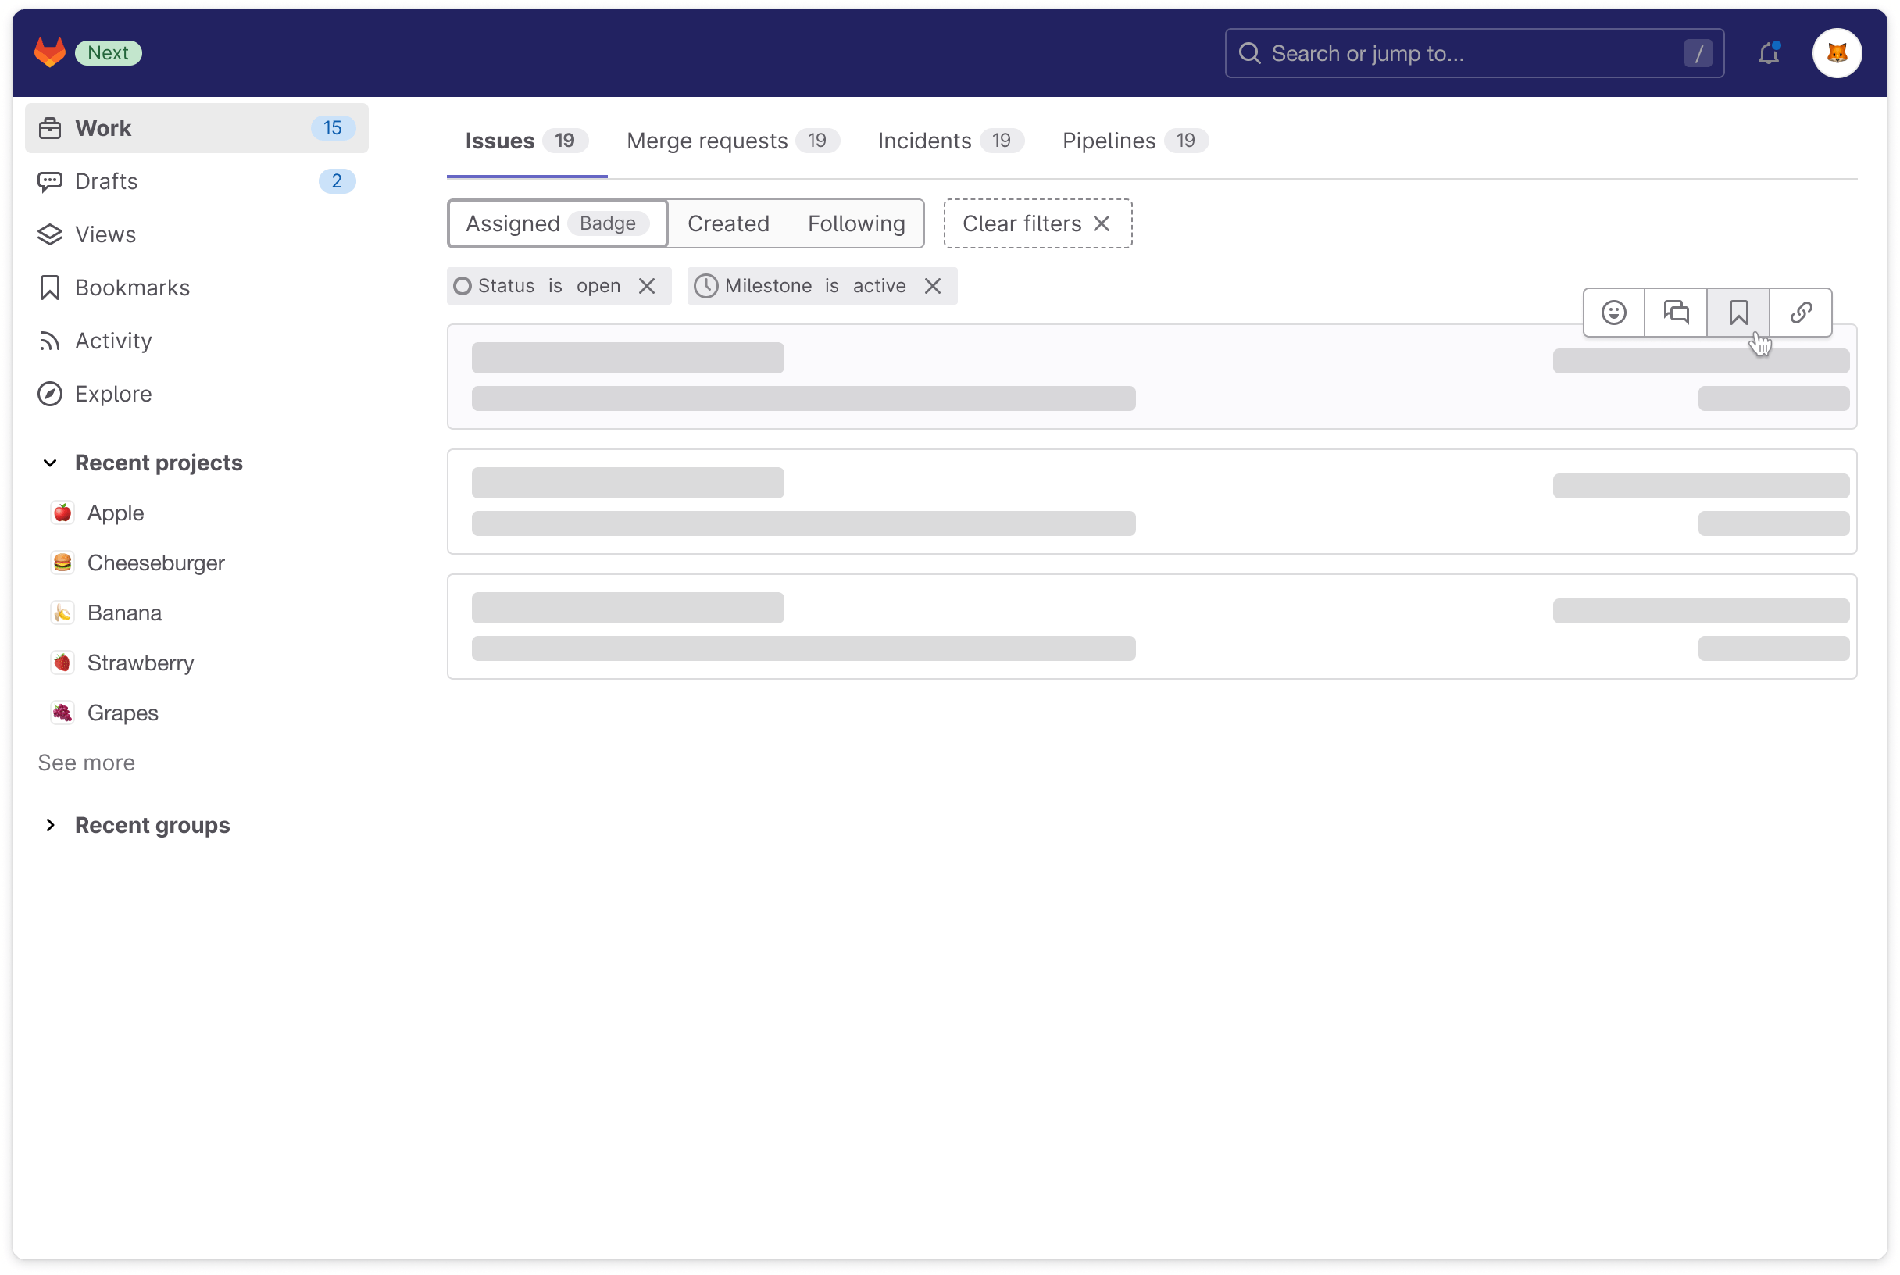 Next
Search or jump to... /
Work 15
Drafts 2
Views
Bookmarks
Activity
Explore
Recent projects
Apple
Cheeseburger
Banana
Strawberry
Grapes
See more
Recent groups
Issues 19 Merge requests 19 Incidents 19 Pipelines 19
Assigned Badge Created Following Clear filters
Status is open Milestone is active